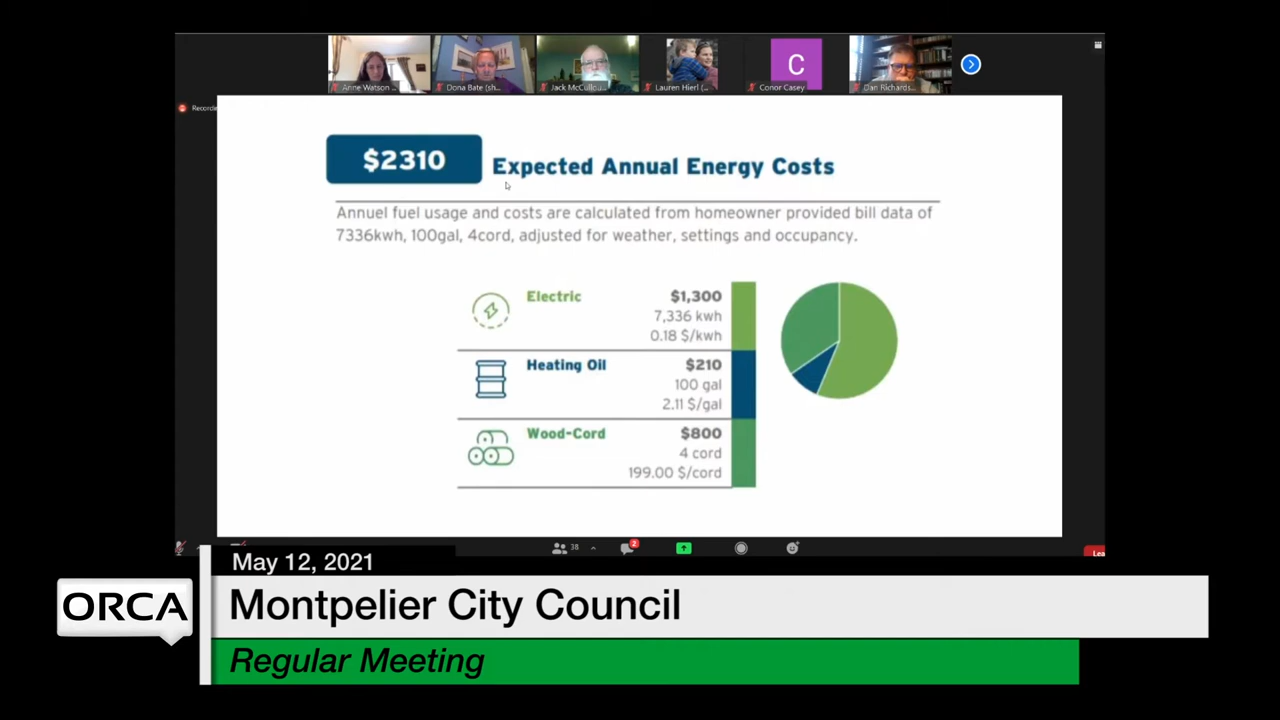 Anne Watson ...
Dona Bate (sh...
Jack McCullou...
Lauren Hierl (...
C
Conor Casey
Dan Richards...
$2310
Expected Annual Energy Costs
Annuel fuel usage and costs are calculated from homeowner provided bill data of
7336kwh, 100gal, 4cord, adjusted for weather, settings and occupancy.
Electric
$1,300
7,336 kwh
0.18 $/kwh
Heating Oil
$210
100 gal
2.11 $/gal
Wood-Cord
$800
4 cord
199.00 $/cord
38
2
Lea
May 12, 2021
ORCA
Montpelier City Council
Regular Meeting